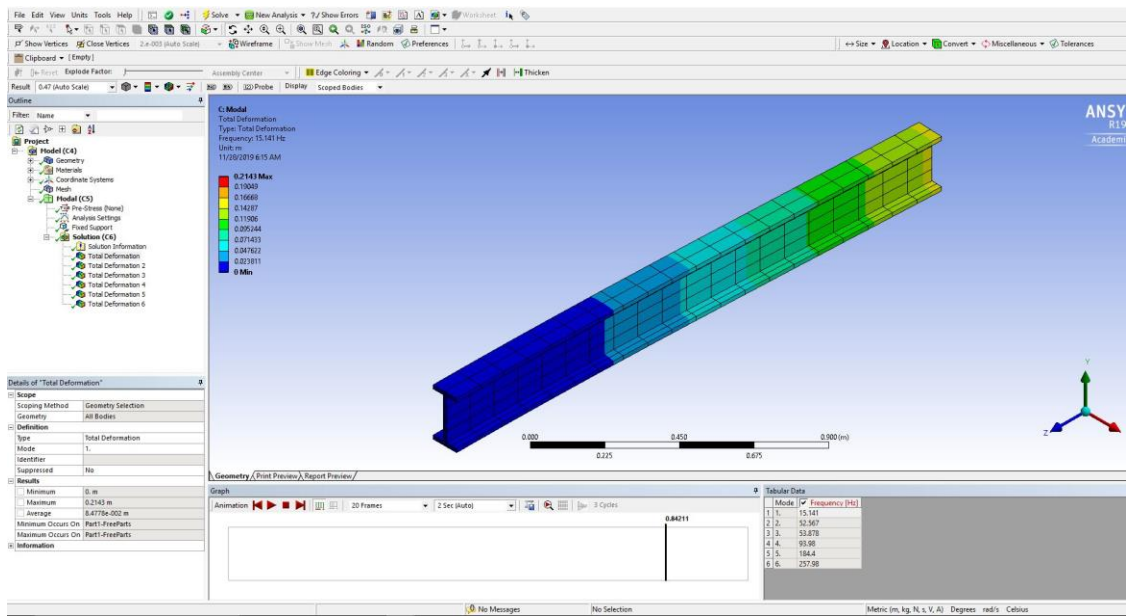 File Edit View Units Tools Help Solve New Analysis ?/ Show Errors Worksheet
Show Vertices Close Vertices 2.e-003 (Auto Scale) Wireframe Show Mesh Random Preferences Size Location Convert Miscellaneous Tolerances
Clipboard [Empty]
Reset Explode Factor: Assembly Center Edge Coloring Thicken
Result 0.47 (Auto Scale) Probe Display Scoped Bodies
Outline
Filter: Name
Project
Model (C4)
Geometry
Materials
Coordinate Systems
Mesh
Modal (C5)
Pre-Stress (None)
Analysis Settings
Fixed Support
Solution (C6)
Solution Information
Total Deformation
Total Deformation 2
Total Deformation 3
Total Deformation 4
Total Deformation 5
Total Deformation 6
C: Modal
Total Deformation
Type: Total Deformation
Frequency: 15.141 Hz
Unit: m
11/20/2019 6:15 AM
0.2143 Max
0.19049
0.16668
0.14287
0.11906
0.095244
0.071433
0.047622
0.023811
0 Min
ANSY
R19
Academi
0.000 0.450 0.900 (m)
0.225 0.675
Y
Z
Details of "Total Deformation"
Scope
Scoping Method Geometry Selection
Geometry All Bodies
Definition
Type Total Deformation
Mode 1.
Identifier
Suppressed No
Results
Minimum 0. m
Maximum 0.2143 m
Average 8.4778e-002 m
Minimum Occurs On Part1-FreeParts
Maximum Occurs On Part1-FreeParts
Information
Geometry Print Preview Report Preview
Graph
Animation 20 Frames 2 Sec (Auto) 3 Cycles
0.84211
Tabular Data
Mode Frequency [Hz]
1 1. 15.141
2 2. 52.567
3 3. 53.878
4 4. 93.98
5 5. 184.4
6 6. 257.98
No Messages No Selection Metric (m, kg, N, s, V, A) Degrees rad/s Celsius